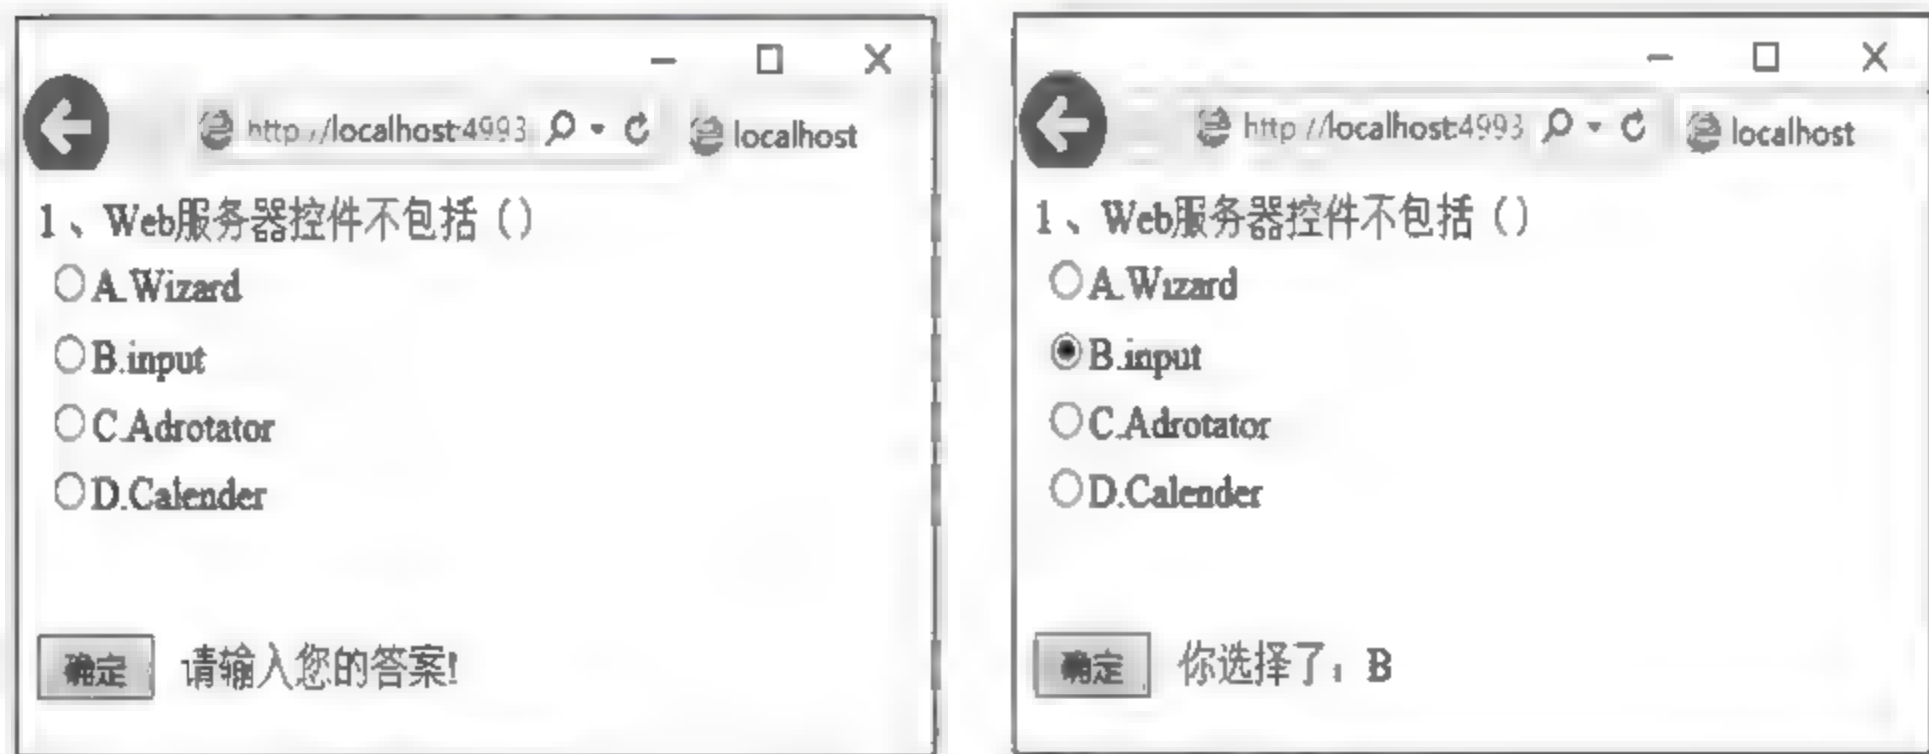 http://localhost:4993
localhost
1、Web服务器控件不包括（）
A.Wizard
B.input
C.Adrotator
D.Calender
确定 请输入您的答案!
http://localhost:4993
localhost
1、Web服务器控件不包括（）
A.Wizard
B.input
C.Adrotator
D.Calender
确定 你选择了：B